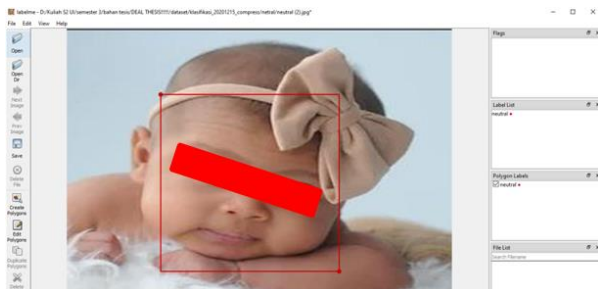 labelme - D:/Kuliah S2 UI/semester 3/bahan tesis/DEAL THESIS!!!!/dataset/klasifikasi_20201215_compress/netral/neutral (2).jpg*
File Edit View Help
Open
Open
Dir
Next
Image
Prev
Image
Save
Delete
File
Create
Polygons
Edit
Polygons
Duplicate
Polygons
Delete
Flags
Label List
neutral
Polygon Labels
neutral
File List
Search Filename